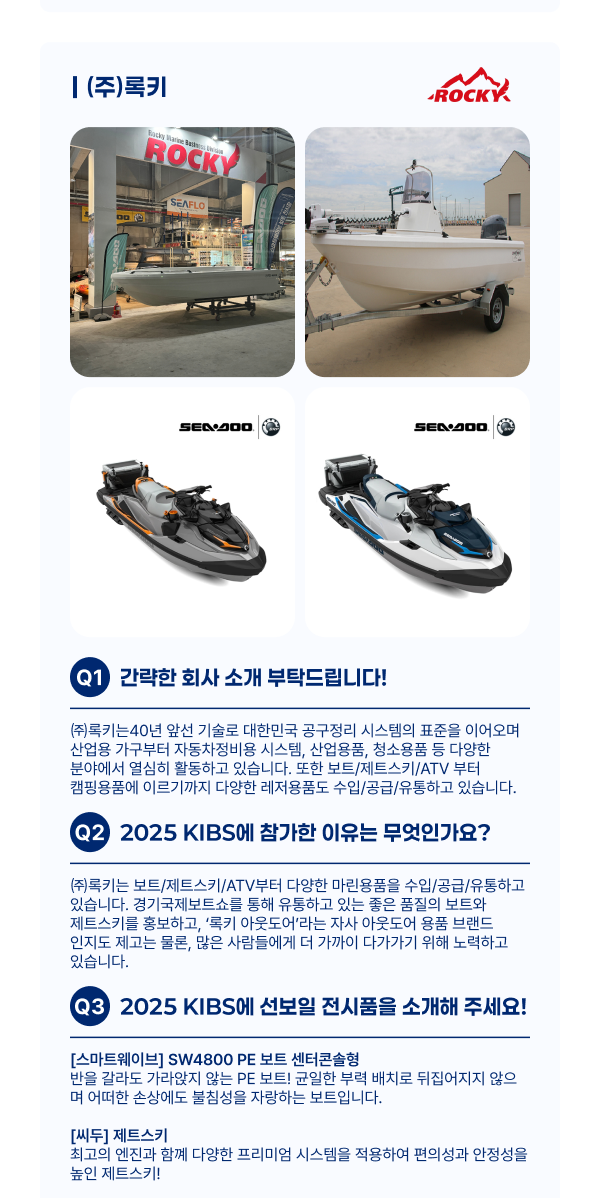 (주)록키
ROCKY
Rocky Marine Business Division
ROCKY
SEAFLO
SEA-DOO
SEA-DOO
Q1 간략한 회사 소개 부탁드립니다!
㈜록키는40년 앞선 기술로 대한민국 공구정리 시스템의 표준을 이어오며
산업용 가구부터 자동차정비용 시스템, 산업용품, 청소용품 등 다양한
분야에서 열심히 활동하고 있습니다. 또한 보트/제트스키/ATV 부터
캠핑용품에 이르기까지 다양한 레저용품도 수입/공급/유통하고 있습니다.
Q2 2025 KIBS에 참가한 이유는 무엇인가요?
㈜록키는 보트/제트스키/ATV부터 다양한 마린용품을 수입/공급/유통하고
있습니다. 경기국제보트쇼를 통해 유통하고 있는 좋은 품질의 보트와
제트스키를 홍보하고, ‘록키 아웃도어’라는 자사 아웃도어 용품 브랜드
인지도 제고는 물론, 많은 사람들에게 더 가까이 다가가기 위해 노력하고
있습니다.
Q3 2025 KIBS에 선보일 전시품을 소개해 주세요!
[스마트웨이브] SW4800 PE 보트 센터콘솔형
반을 갈라도 가라앉지 않는 PE 보트! 균일한 부력 배치로 뒤집어지지 않으
며 어떠한 손상에도 불침성을 자랑하는 보트입니다.
[씨두] 제트스키
최고의 엔진과 함꼐 다양한 프리미엄 시스템을 적용하여 편의성과 안정성을
높인 제트스키!